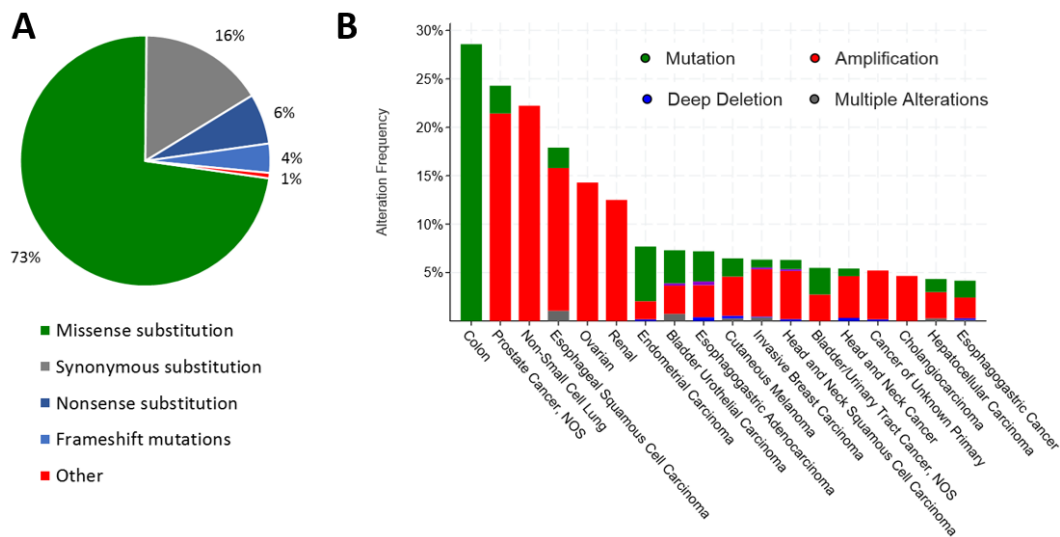 A
16%
6%
4%
1%
73%
Missense substitution
Synonymous substitution
Nonsense substitution
Frameshift mutations
Other
B
Alteration Frequency
30%
25%
20%
15%
10%
5%
Mutation
Amplification
Deep Deletion
Multiple Alterations
Colon
Prostate Cancer, NOS
Non-Small Cell Lung
Esophageal Squamous Cell Carcinoma
Ovarian
Renal
Endometrial Carcinoma
Bladder Urothelial Carcinoma
Esophagogastric Adenocarcinoma
Cutaneous Melanoma
Invasive Breast Carcinoma
Head and Neck Squamous Cell Carcinoma
Bladder/Urinary Tract Cancer, NOS
Head and Neck Cancer
Cancer of Unknown Primary
Cholangiocarcinoma
Hepatocellular Carcinoma
Esophagogastric Cancer